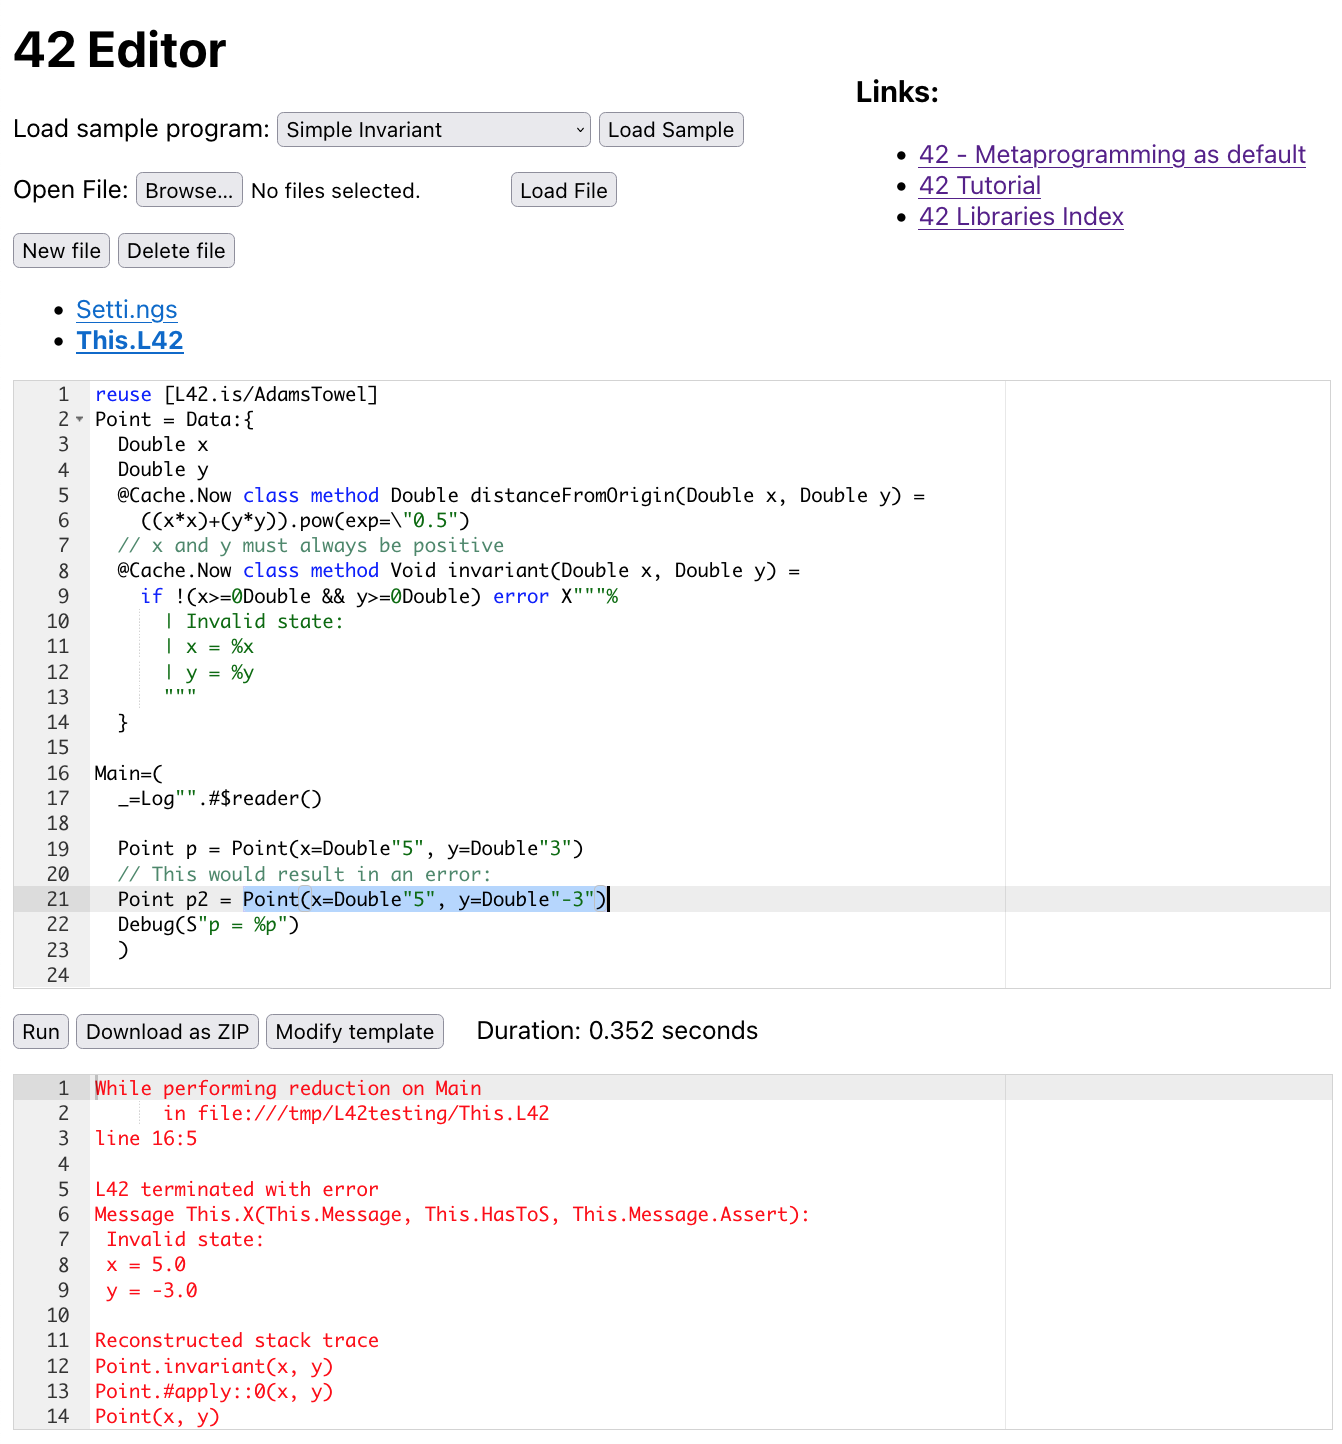 42 Editor
Load sample program: Simple Invariant Load Sample
Open File: Browse... No files selected. Load File
New file Delete file
Links:
42 - Metaprogramming as default
42 Tutorial
42 Libraries Index
Setti.ngs
This.L42
1 reuse [L42.is/AdamsTowel]
2 Point = Data:{
3   Double x
4   Double y
5   @Cache.Now class method Double distanceFromOrigin(Double x, Double y) =
6     ((x*x)+(y*y)).pow(exp=\"0.5")
7   // x and y must always be positive
8   @Cache.Now class method Void invariant(Double x, Double y) =
9     if !(x>=0Double && y>=0Double) error X"""%
10       | Invalid state:
11       | x = %x
12       | y = %y
13       """
14   }
15
16 Main=(
17   _=Log"".#$reader()
18
19   Point p = Point(x=Double"5", y=Double"3")
20   // This would result in an error:
21   Point p2 = Point(x=Double"5", y=Double"-3")
22   Debug(S"p = %p")
23   )
24
Run Download as ZIP Modify template Duration: 0.352 seconds
1 While performing reduction on Main
2       in file:///tmp/L42testing/This.L42
3 line 16:5
4
5 L42 terminated with error
6 Message This.X(This.Message, This.HasToS, This.Message.Assert):
7  Invalid state:
8  x = 5.0
9  y = -3.0
10
11 Reconstructed stack trace
12 Point.invariant(x, y)
13 Point.#apply::0(x, y)
14 Point(x, y)